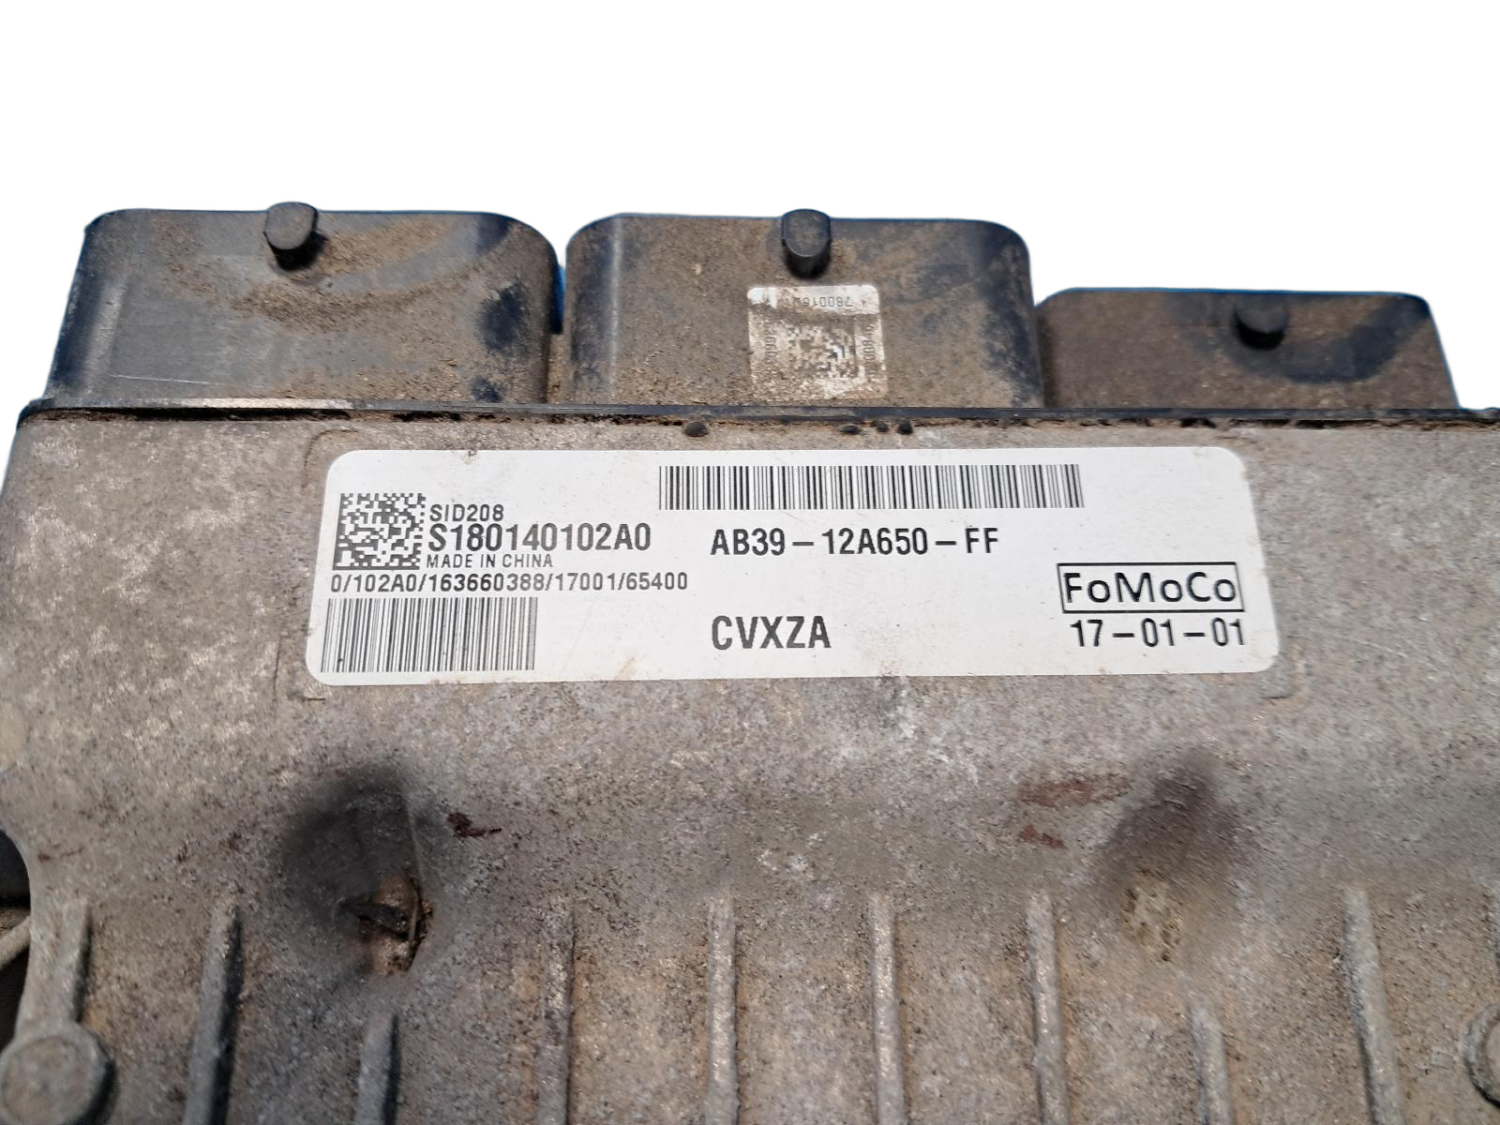 SID208
S180140102A0
MADE IN CHINA
0/102A0/163660388/17001/65400
AB39-12A650-FF
CVXZA
FoMoCo
17-01-01